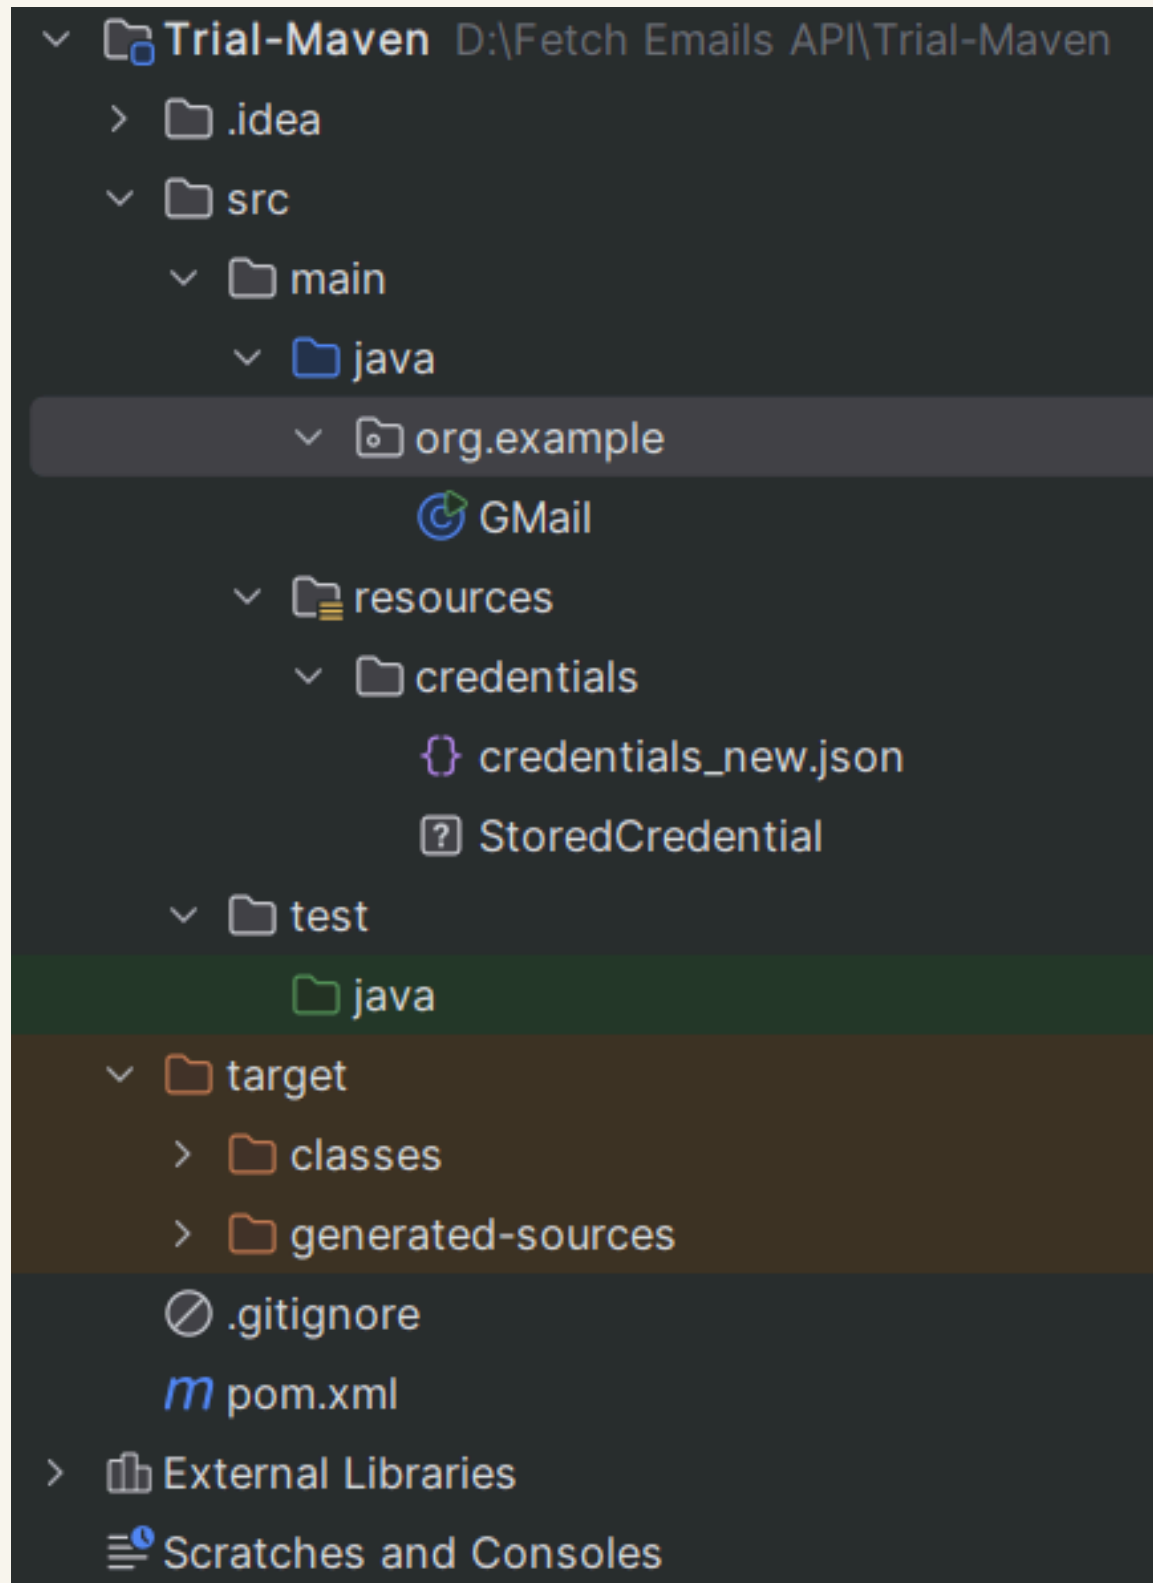 Trial-Maven D:\Fetch Emails API\Trial-Maven
.idea
src
main
java
org.example
GMail
resources
credentials
credentials_new.json
StoredCredential
test
java
target
classes
generated-sources
.gitignore
pom.xml
External Libraries
Scratches and Consoles